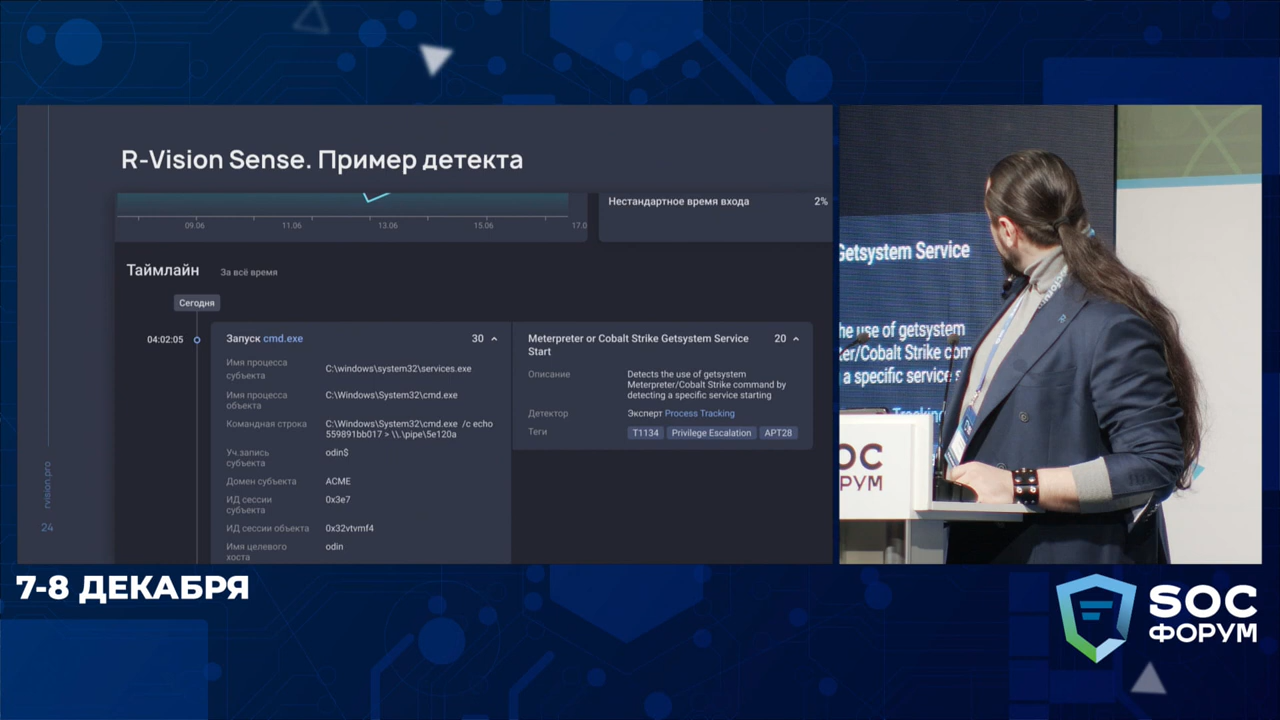 R-Vision Sense. Пример детекта
09.06 11.06 13.06 15.06 17.0
Нестандартное время входа 2%
Таймлайн За всё время
Сегодня
04:02:05
Запуск cmd.exe 30
Имя процесса
субъекта
C:\windows\system32\services.exe
Имя процесса
объекта
C:\Windows\System32\cmd.exe
Командная строка
C:\Windows\System32\cmd.exe /c echo
559891bb017 > \\.\pipe\5e120a
Уч.запись
субъекта
odin$
Домен субъекта ACME
ИД сессии
субъекта
0x3e7
ИД сессии объекта 0x32vtvmf4
Имя целевого
хоста
odin
Meterpreter or Cobalt Strike Getsystem Service
Start
20
Описание
Detects the use of getsystem
Meterpreter/Cobalt Strike command by
detecting a specific service starting
Детектор Эксперт Process Tracking
Теги T1134 Privilege Escalation APT28
rvision.pro
24
Getsystem Service
he use of getsystem
er/Cobalt Strike com
a specific service s
Tracking
ОС
РУМ
7-8 ДЕКАБРЯ
SOC
ФОРУМ